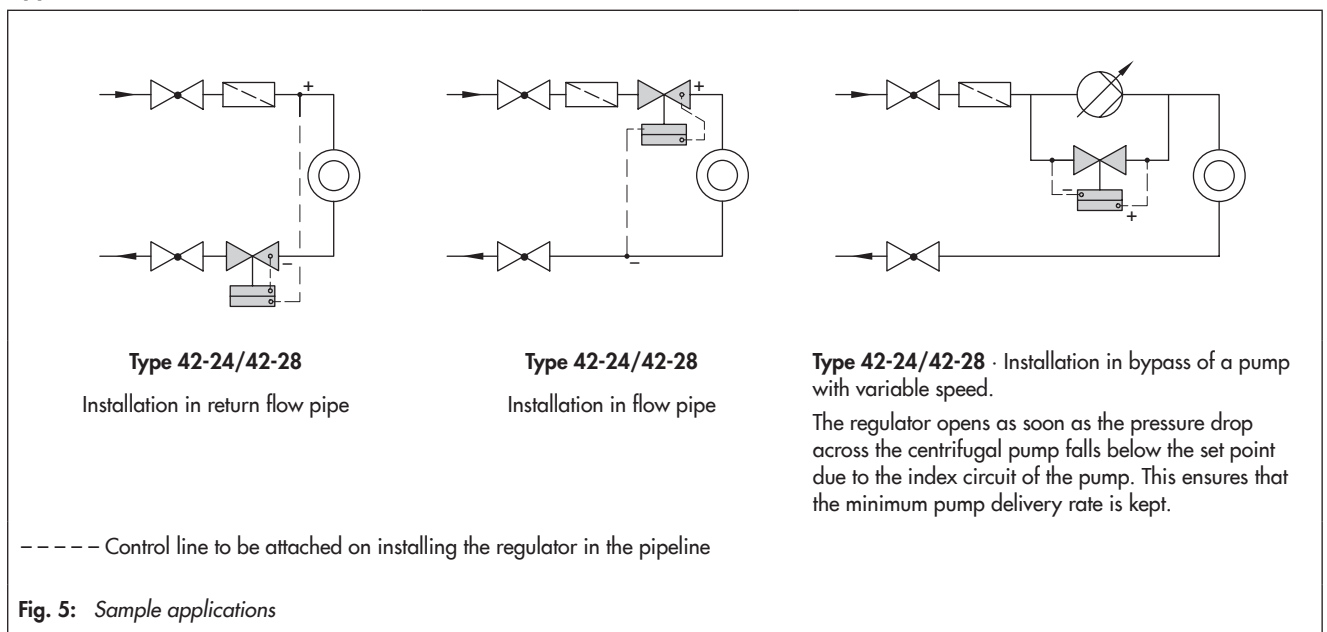 +
−
Type 42-24/42-28
Installation in return flow pipe
+
−
Type 42-24/42-28
Installation in flow pipe
−
+
Type 42-24/42-28 · Installation in bypass of a pump
with variable speed.
The regulator opens as soon as the pressure drop
across the centrifugal pump falls below the set point
due to the index circuit of the pump. This ensures that
the minimum pump delivery rate is kept.
– – – – – Control line to be attached on installing the regulator in the pipeline
Fig. 5: Sample applications